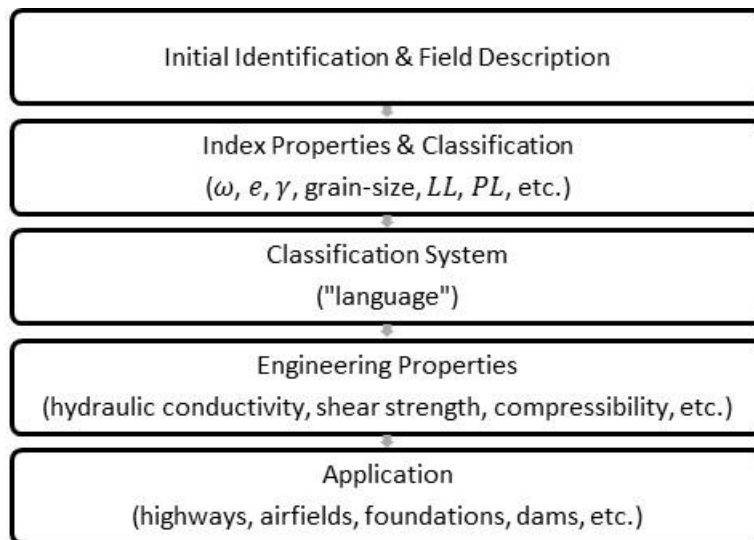 Initial Identification & Field Description
Index Properties & Classification
(ω, e, γ, grain-size, LL, PL, etc.)
Classification System
("language")
Engineering Properties
(hydraulic conductivity, shear strength, compressibility, etc.)
Application
(highways, airfields, foundations, dams, etc.)